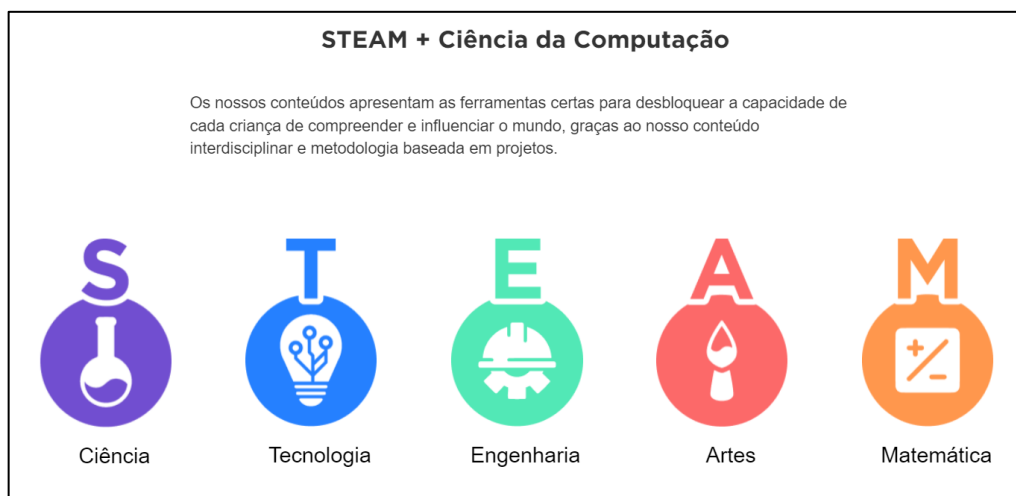 STEAM + Ciência da Computação
Os nossos conteúdos apresentam as ferramentas certas para desbloquear a capacidade de
cada criança de compreender e influenciar o mundo, graças ao nosso conteúdo
interdisciplinar e metodologia baseada em projetos.
S T E A M
Ciência Tecnologia Engenharia Artes Matemática